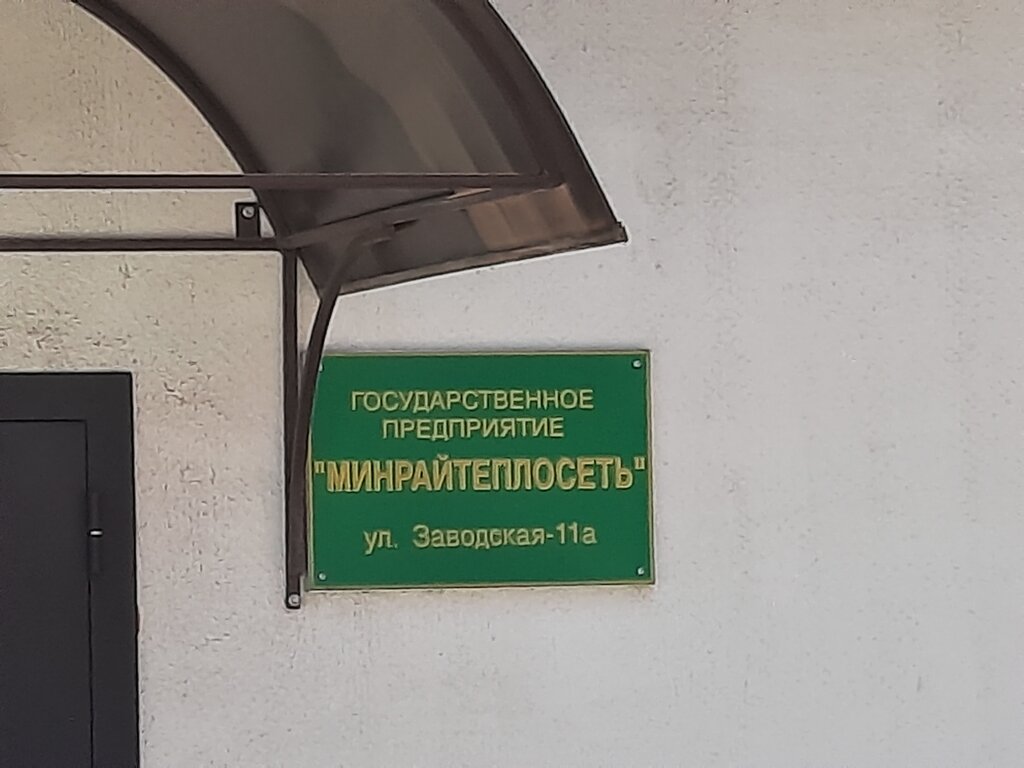 ГОСУДАРСТВЕННОЕ
ПРЕДПРИЯТИЕ
"МИНРАЙТЕПЛОСЕТЬ"
ул. Заводская-11а